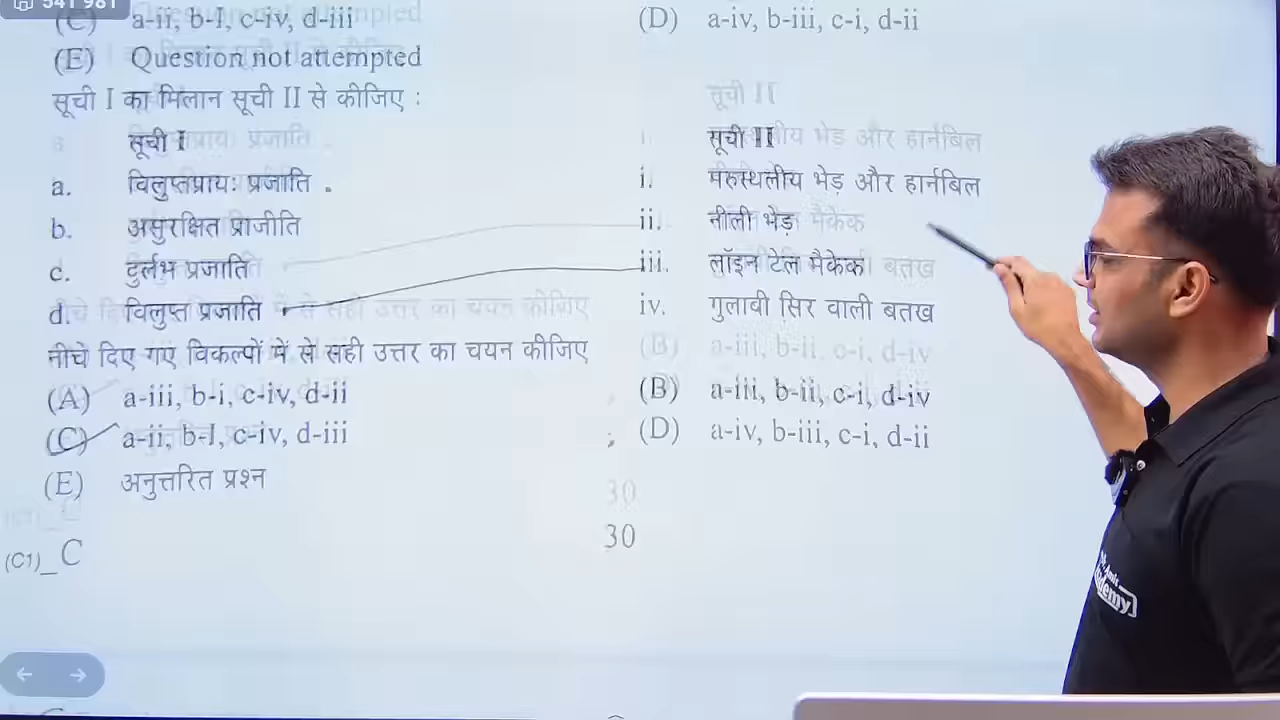 541 981
(C) a-ii, b-I, c-iv, d-iii (D) a-iv, b-iii, c-i, d-ii
(E) Question not attempted
सूची I का मिलान सूची II से कीजिए :
सूची I सूची II
a. विलुप्तप्रायः प्रजाति . i. मरुस्थलीय भेड़ और हार्नबिल
b. असुरक्षित प्राजीति ii. नीली भेड़
c. दुर्लभ प्रजाति iii. लॉइन टेल मैकेक
d. विलुप्त प्रजाति iv. गुलाबी सिर वाली बतख
नीचे दिए गए विकल्पों में से सही उत्तर का चयन कीजिए
(A) a-iii, b-i, c-iv, d-ii (B) a-iii, b-ii, c-i, d-iv
(C) a-ii, b-I, c-iv, d-iii (D) a-iv, b-iii, c-i, d-ii
(E) अनुत्तरित प्रश्न
30
(C1)_C